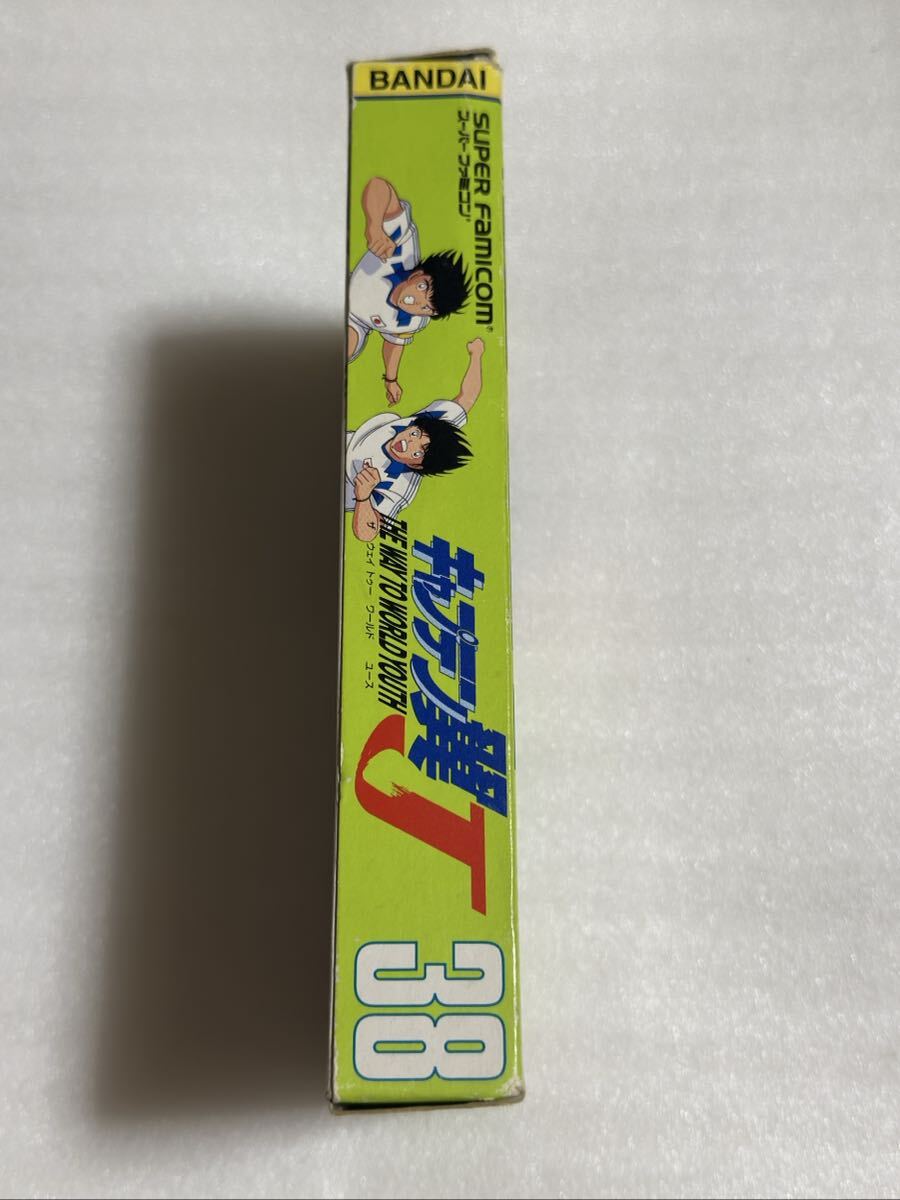 BANDAI
SUPER FAMICOM®
スーパーファミコン®
キャプテン翼J
THE WAY TO WORLD YOUTH
ザ ウェイ トゥー ワールド ユース
TM
38